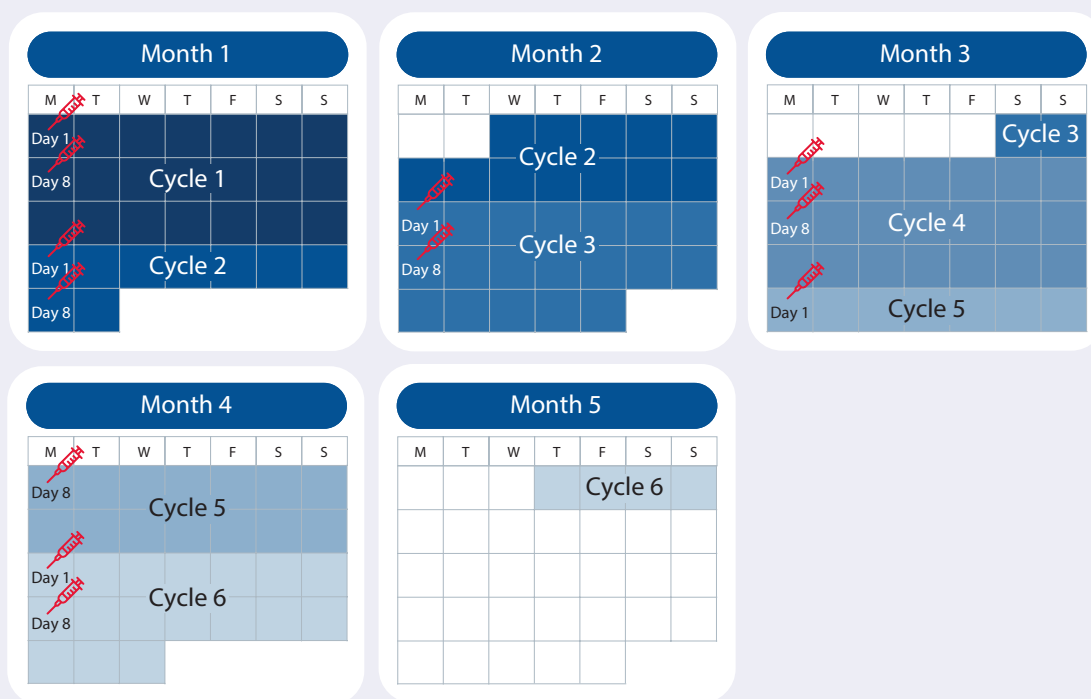 Month 1
M T W T F S S
Day 1
Day 8
Cycle 1
Day 1
Cycle 2
Day 8
Month 2
M T W T F S S
Cycle 2
Day 1
Cycle 3
Day 8
Month 3
M T W T F S S
Cycle 3
Day 1
Day 8
Cycle 4
Day 1
Cycle 5
Month 4
M T W T F S S
Day 8
Cycle 5
Day 1
Cycle 6
Day 8
Month 5
M T W T F S S
Cycle 6